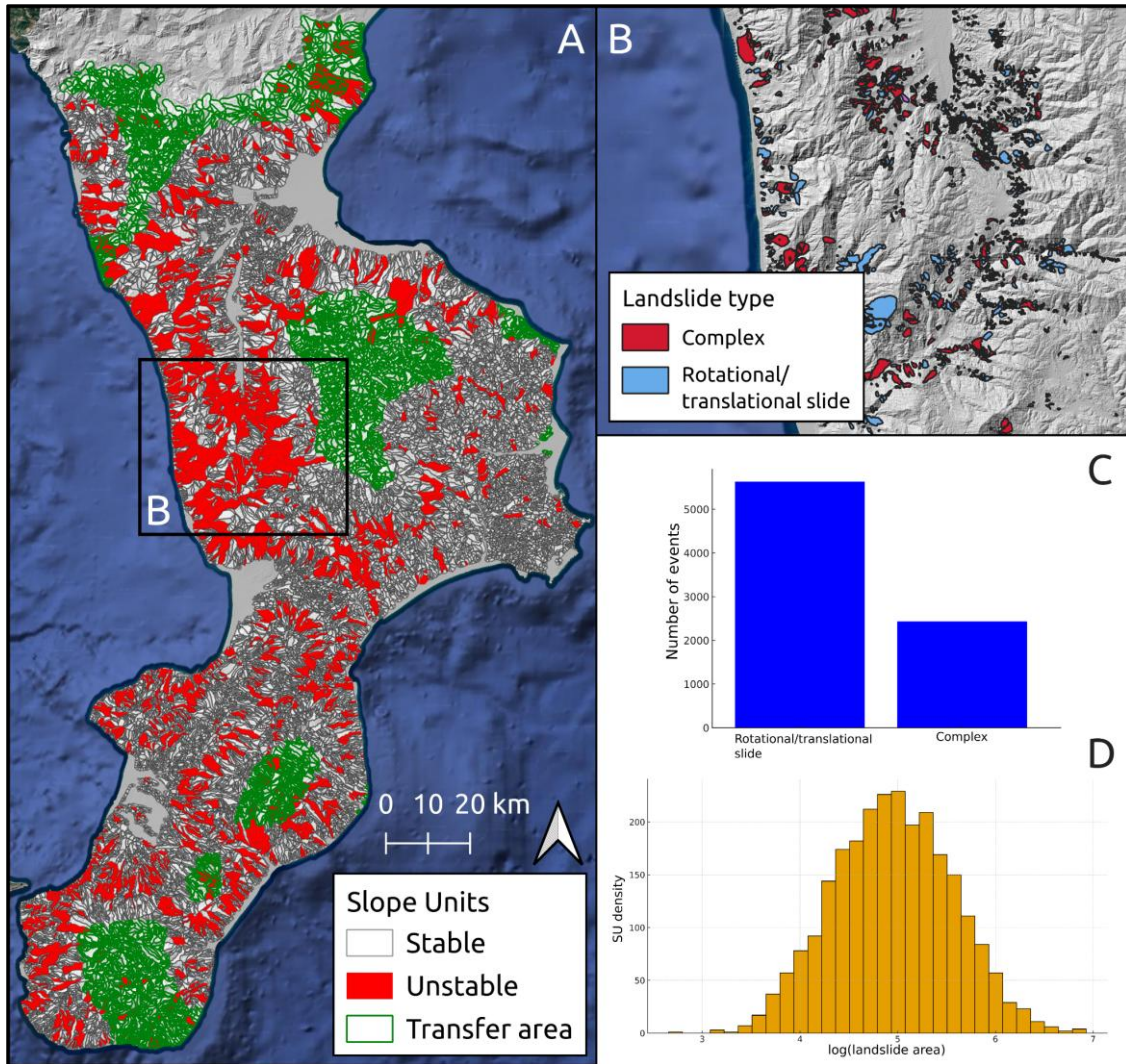 A
B
0 10 20 km
Slope Units
Stable
Unstable
Transfer area
B
Landslide type
Complex
Rotational/
translational slide
C
Number of events
5000
4000
3000
2000
1000
0
Rotational/translational
slide
Complex
D
SU density
200
150
100
50
0
3
4
5
6
7
log(landslide area)